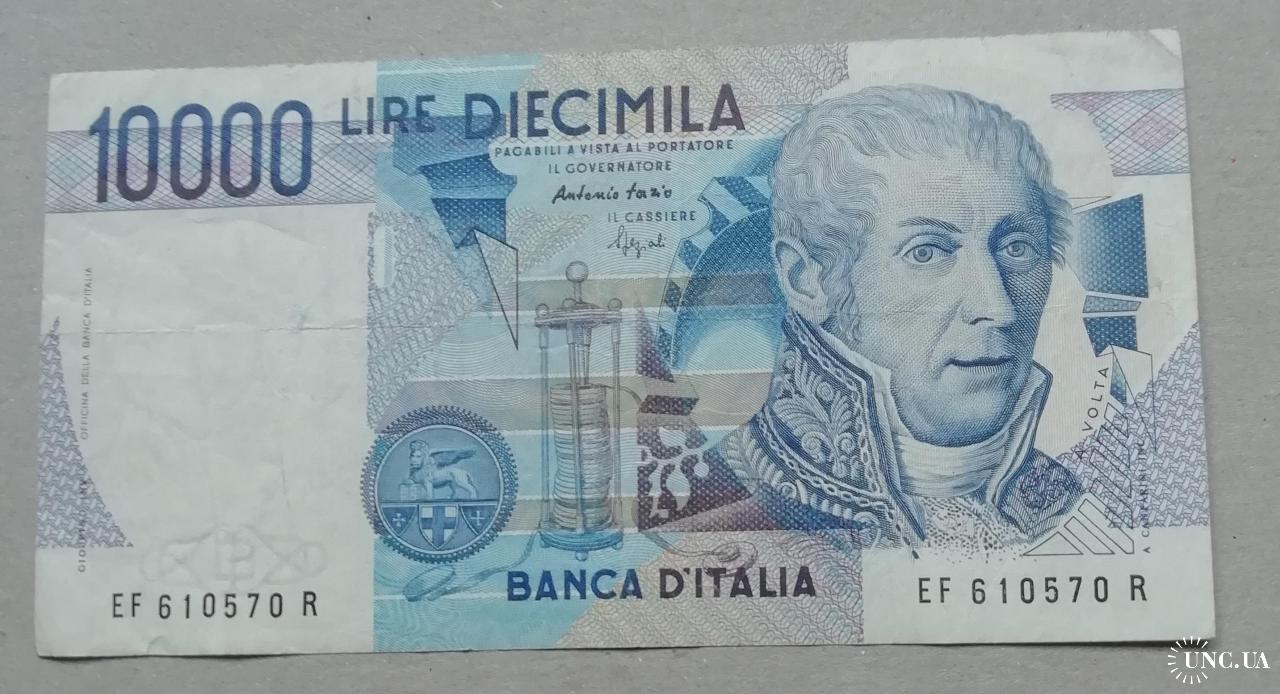 10000 LIRE DIECIMILA
PAGABILI A VISTA AL PORTATORE
IL GOVERNATORE
Antonio Fazio
IL CASSIERE
Speziali
OFFICINA DELLA BANCA D'ITALIA
VOLTA
BANCA D'ITALIA
EF 610570 R
EF 610570 R
UNC.UA